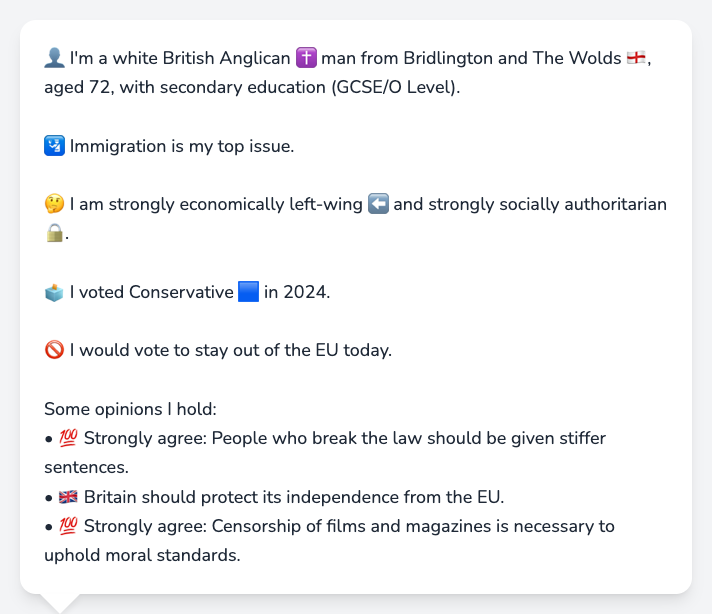 👤 I'm a white British Anglican ✝️ man from Bridlington and The Wolds 🏴󠁧󠁢󠁥󠁮󠁧󠁿,
aged 72, with secondary education (GCSE/O Level).
🛂 Immigration is my top issue.
🤔 I am strongly economically left-wing ⬅️ and strongly socially authoritarian
🔒.
🗳️ I voted Conservative 🟦 in 2024.
🚫 I would vote to stay out of the EU today.
Some opinions I hold:
• 💯 Strongly agree: People who break the law should be given stiffer
sentences.
• 🇬🇧 Britain should protect its independence from the EU.
• 💯 Strongly agree: Censorship of films and magazines is necessary to
uphold moral standards.